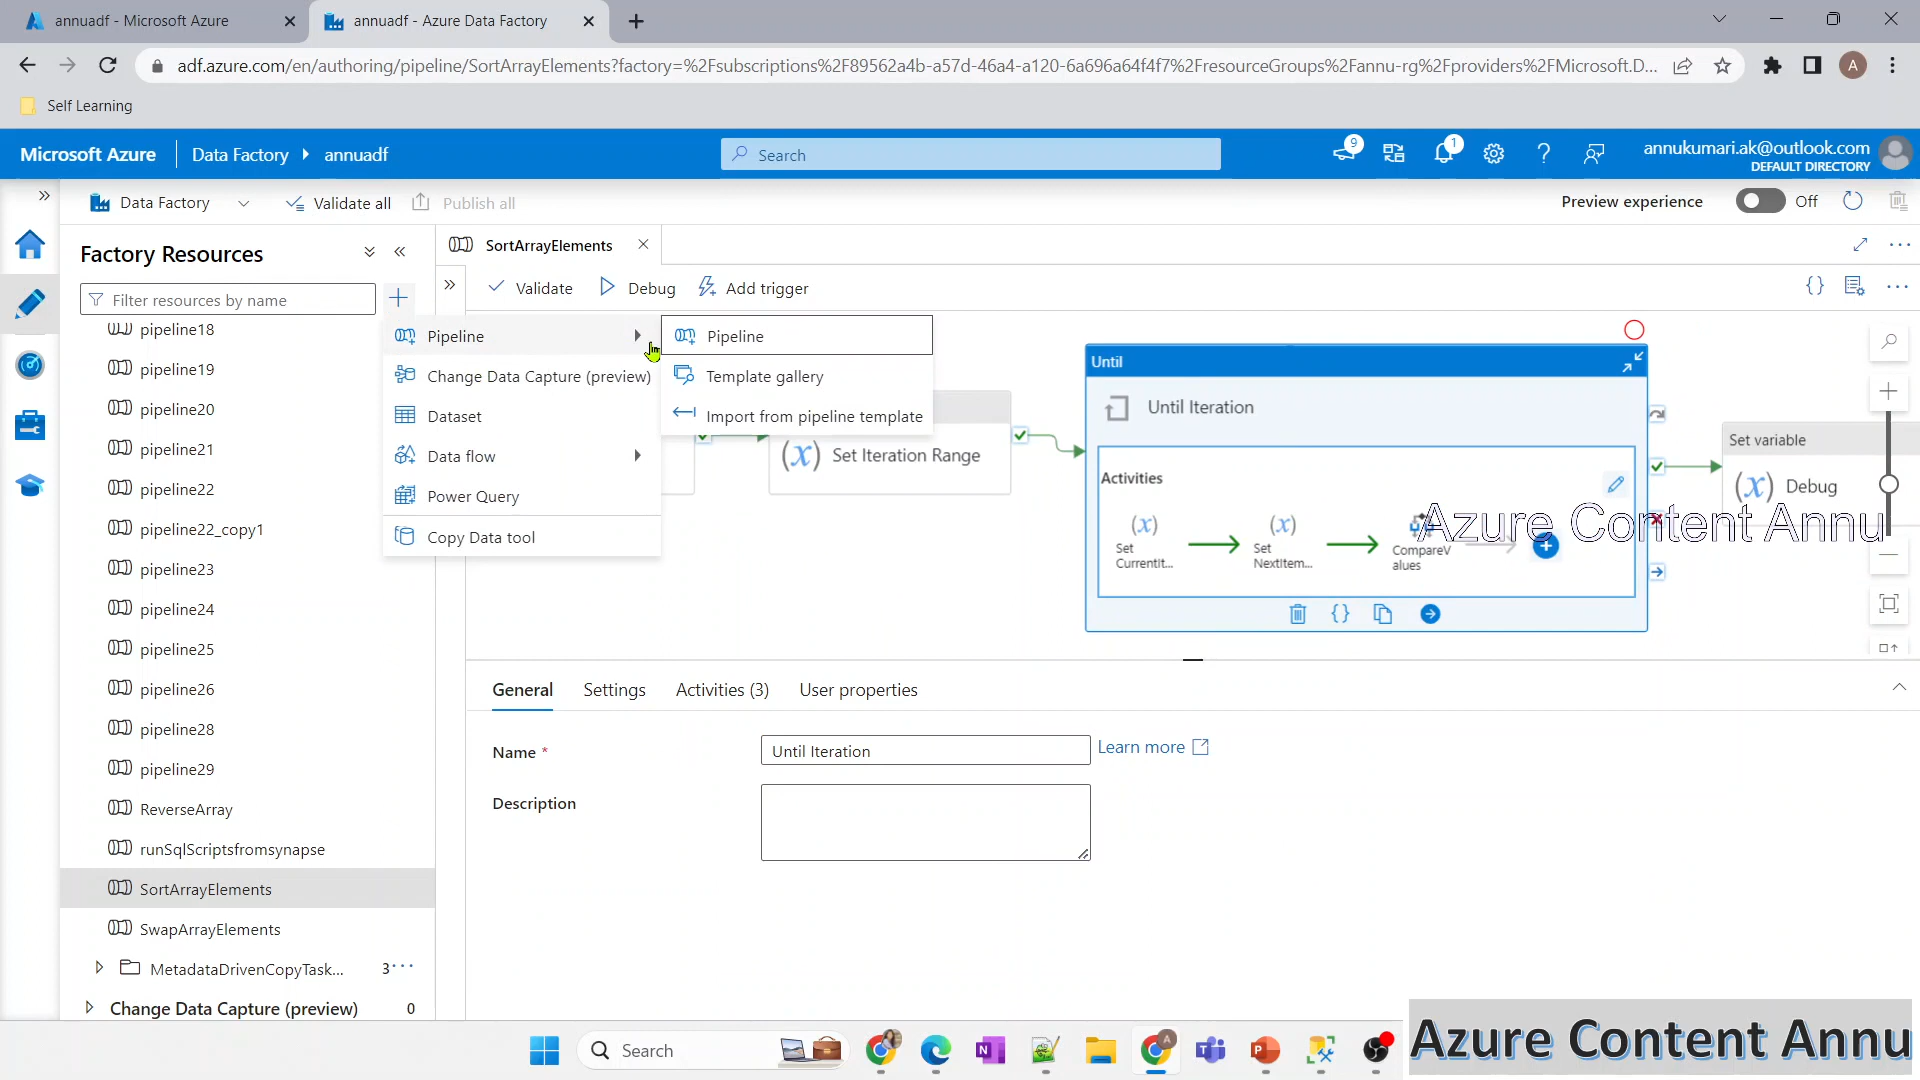 annuadf - Microsoft Azure
annuadf - Azure Data Factory
adf.azure.com/en/authoring/pipeline/SortArrayElements?factory=%2Fsubscriptions%2F89562a4b-a57d-46a4-a120-6a696a64f4f7%2FresourceGroups%2Fannu-rg%2Fproviders%2FMicrosoft.D...
A
Self Learning
Microsoft Azure
Data Factory
annuadf
Search
9
1
annukumari.ak@outlook.com
DEFAULT DIRECTORY
Data Factory
Validate all
Publish all
Preview experience
Off
Factory Resources
SortArrayElements
Filter resources by name
Validate
Debug
Add trigger
pipeline18
pipeline19
pipeline20
pipeline21
pipeline22
pipeline22_copy1
pipeline23
pipeline24
pipeline25
pipeline26
pipeline28
pipeline29
ReverseArray
runSqlScriptsfromsynapse
SortArrayElements
SwapArrayElements
MetadataDrivenCopyTask...
3
Change Data Capture (preview)
0
Pipeline
Change Data Capture (preview)
Dataset
Data flow
Power Query
Copy Data tool
Pipeline
Template gallery
Import from pipeline template
(x) Set Iteration Range
Until
Until Iteration
Activities
(x)
Set
CurrentIt...
(x)
Set
NextItem...
CompareV
alues
Set variable
(x) Debug
Azure Content Annu
General
Settings
Activities (3)
User properties
Name *
Until Iteration
Learn more
Description
Search
A
Azure Content Annu